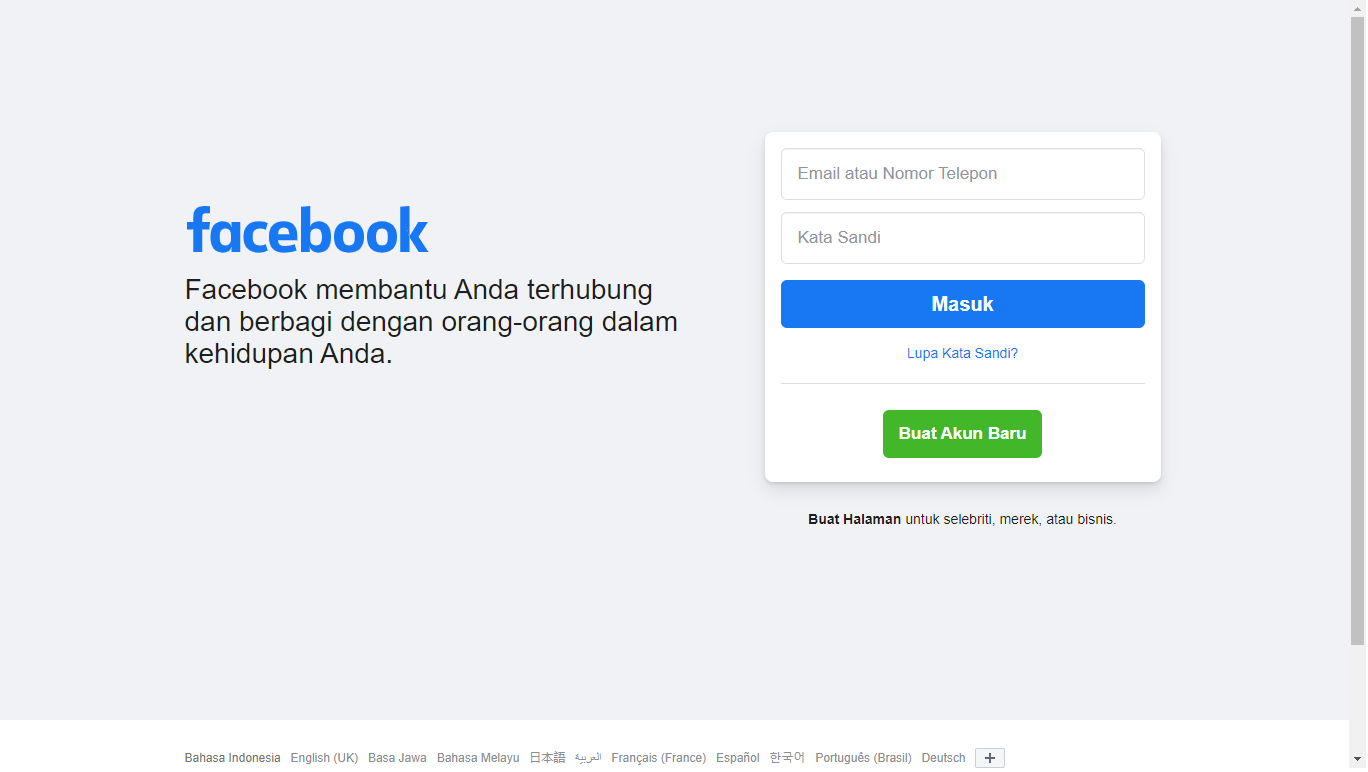 facebook
Facebook membantu Anda terhubung
dan berbagi dengan orang-orang dalam
kehidupan Anda.
Email atau Nomor Telepon
Kata Sandi
Masuk
Lupa Kata Sandi?
Buat Akun Baru
Buat Halaman untuk selebriti, merek, atau bisnis.
Bahasa Indonesia English (UK) Basa Jawa Bahasa Melayu 日本語 العربية Français (France) Español 한국어 Português (Brasil) Deutsch